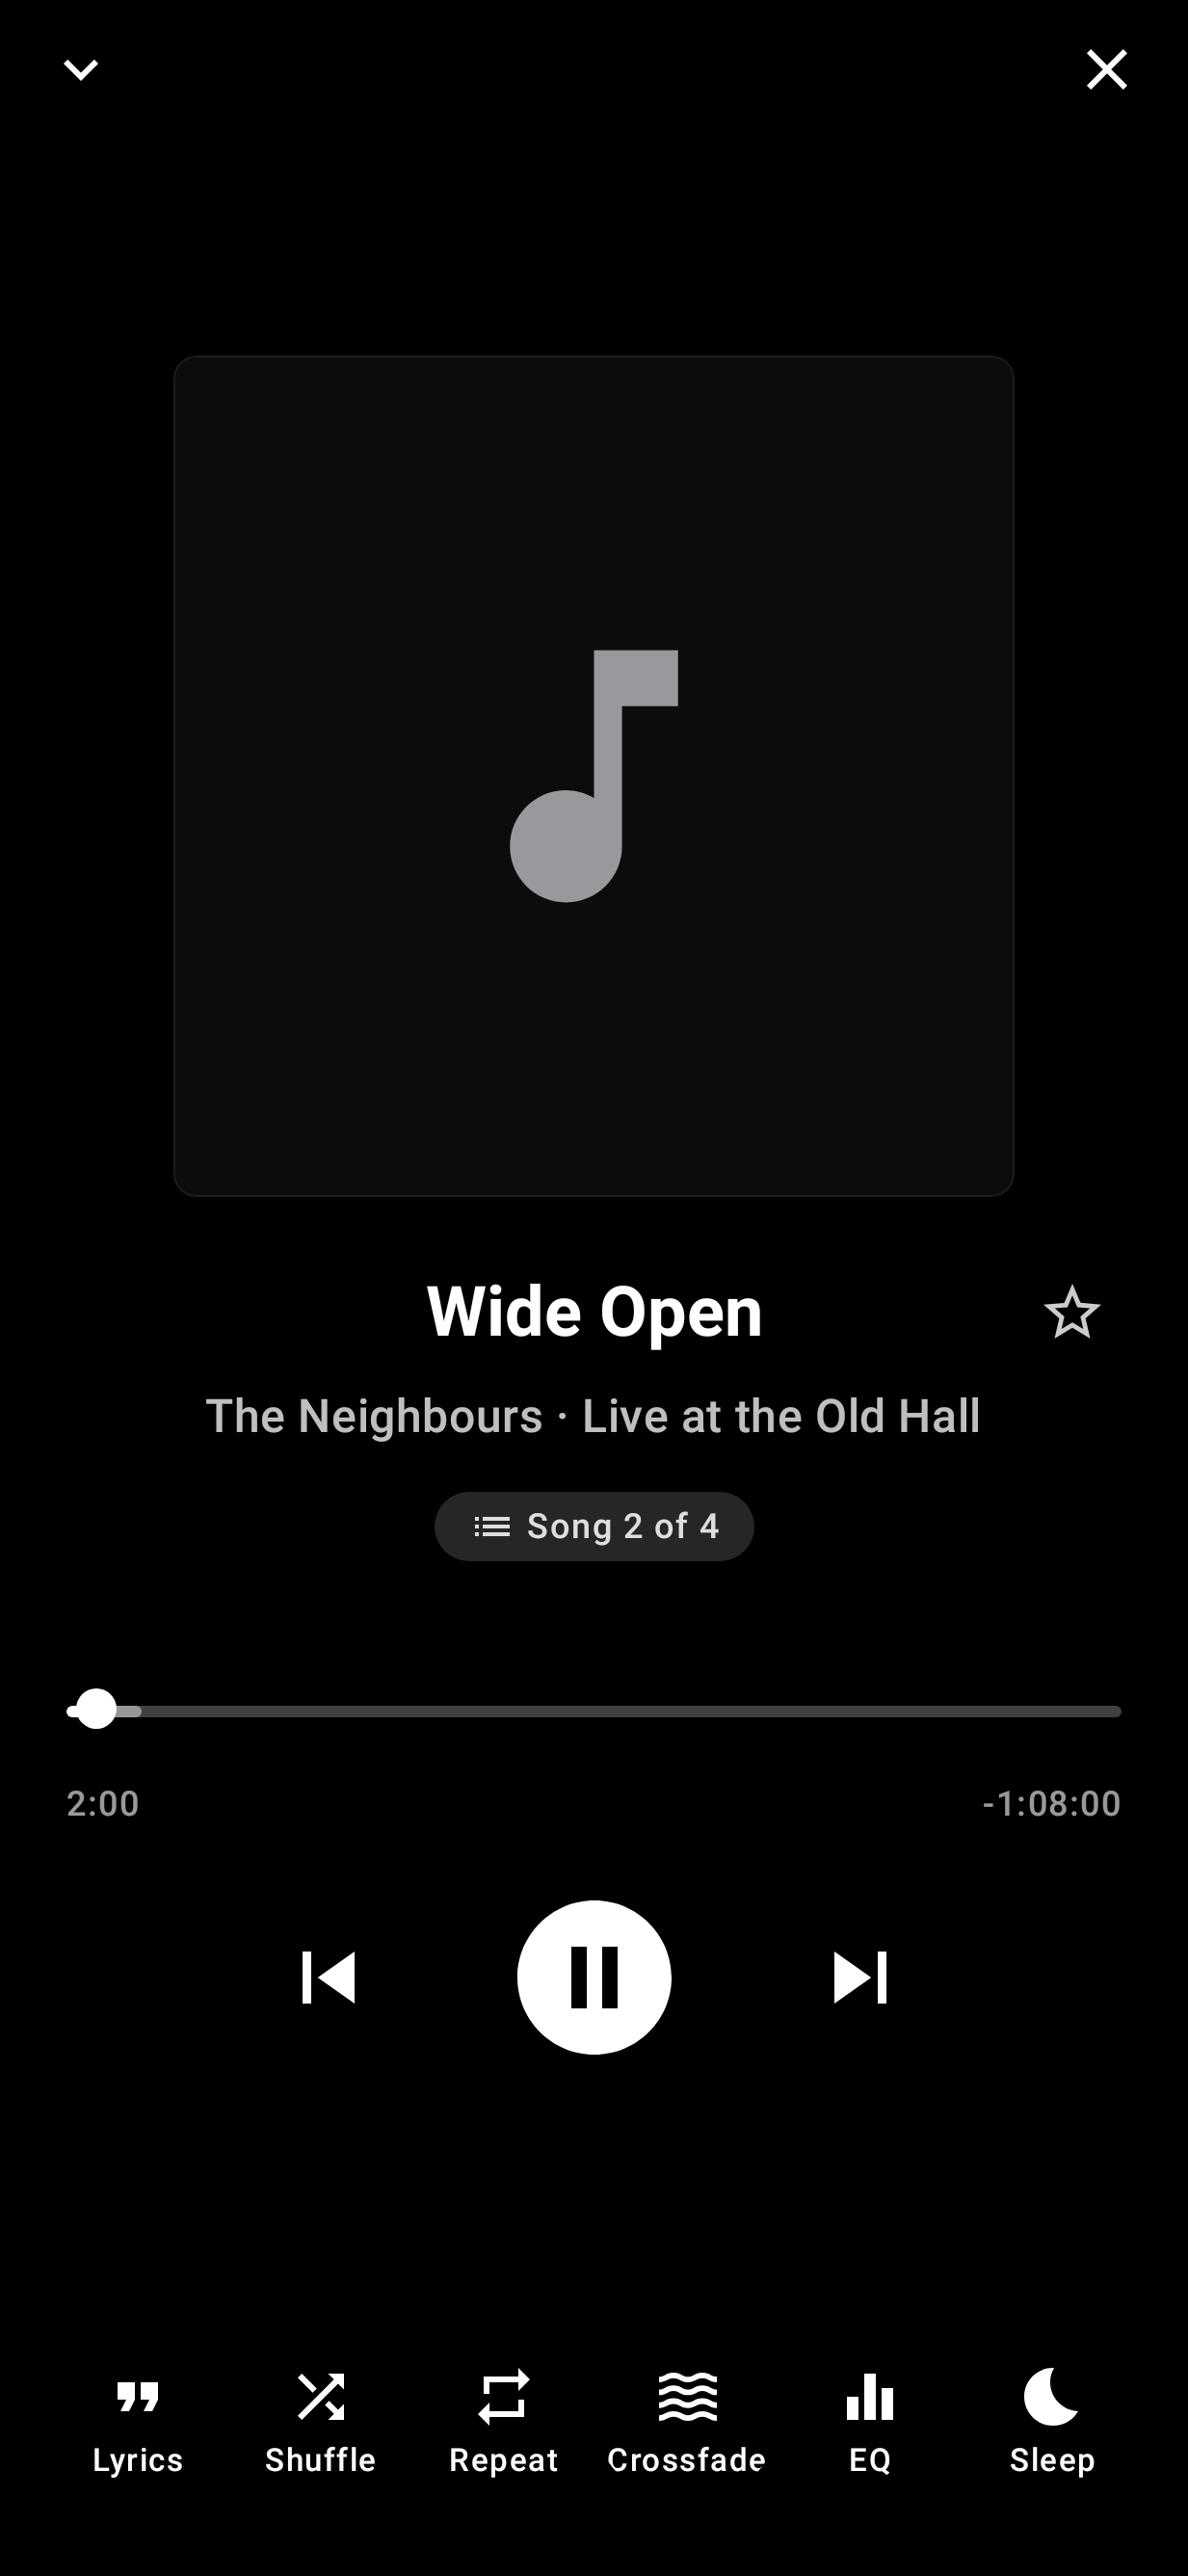 Wide Open
The Neighbours · Live at the Old Hall
Song 2 of 4
2:00 -1:08:00
Lyrics Shuffle Repeat Crossfade EQ Sleep